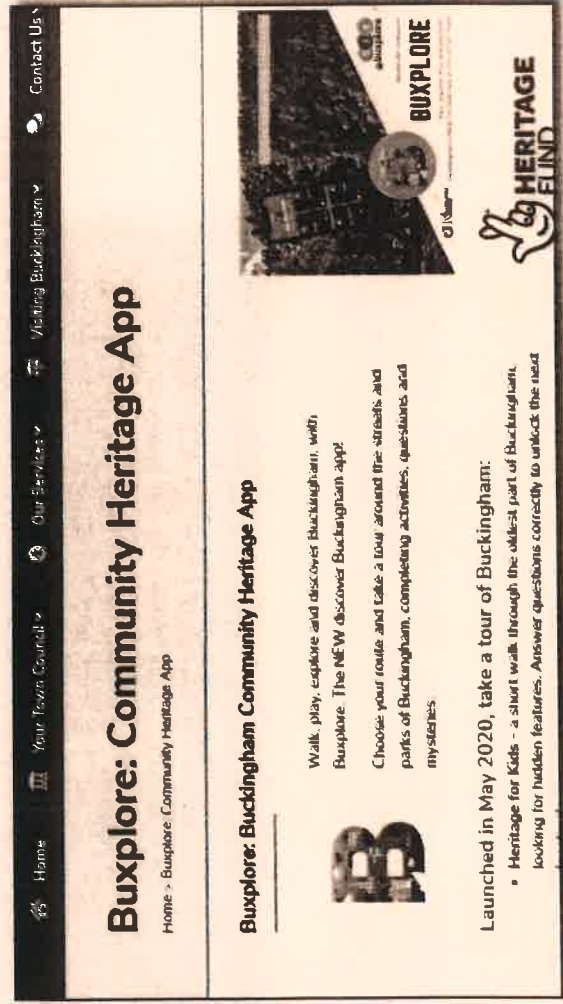 Home Your Town Council Our Services Visiting Buckingham Contact Us
Buxplore: Community Heritage App
Home > Buxplore: Community Heritage App
Buxplore: Buckingham Community Heritage App
Walk, play, explore and discover Buckingham, with
Buxplore. The NEW discover Buckingham app!
Choose your route and take a tour around the streets and
parks of Buckingham, completing activities, questions and
mysteries.
B
buxplore
BUXPLORE
HERITAGE
FUND
Launched in May 2020, take a tour of Buckingham:
• Heritage for Kids - a short walk through the oldest part of Buckingham,
looking for hidden features. Answer questions correctly to unlock the next